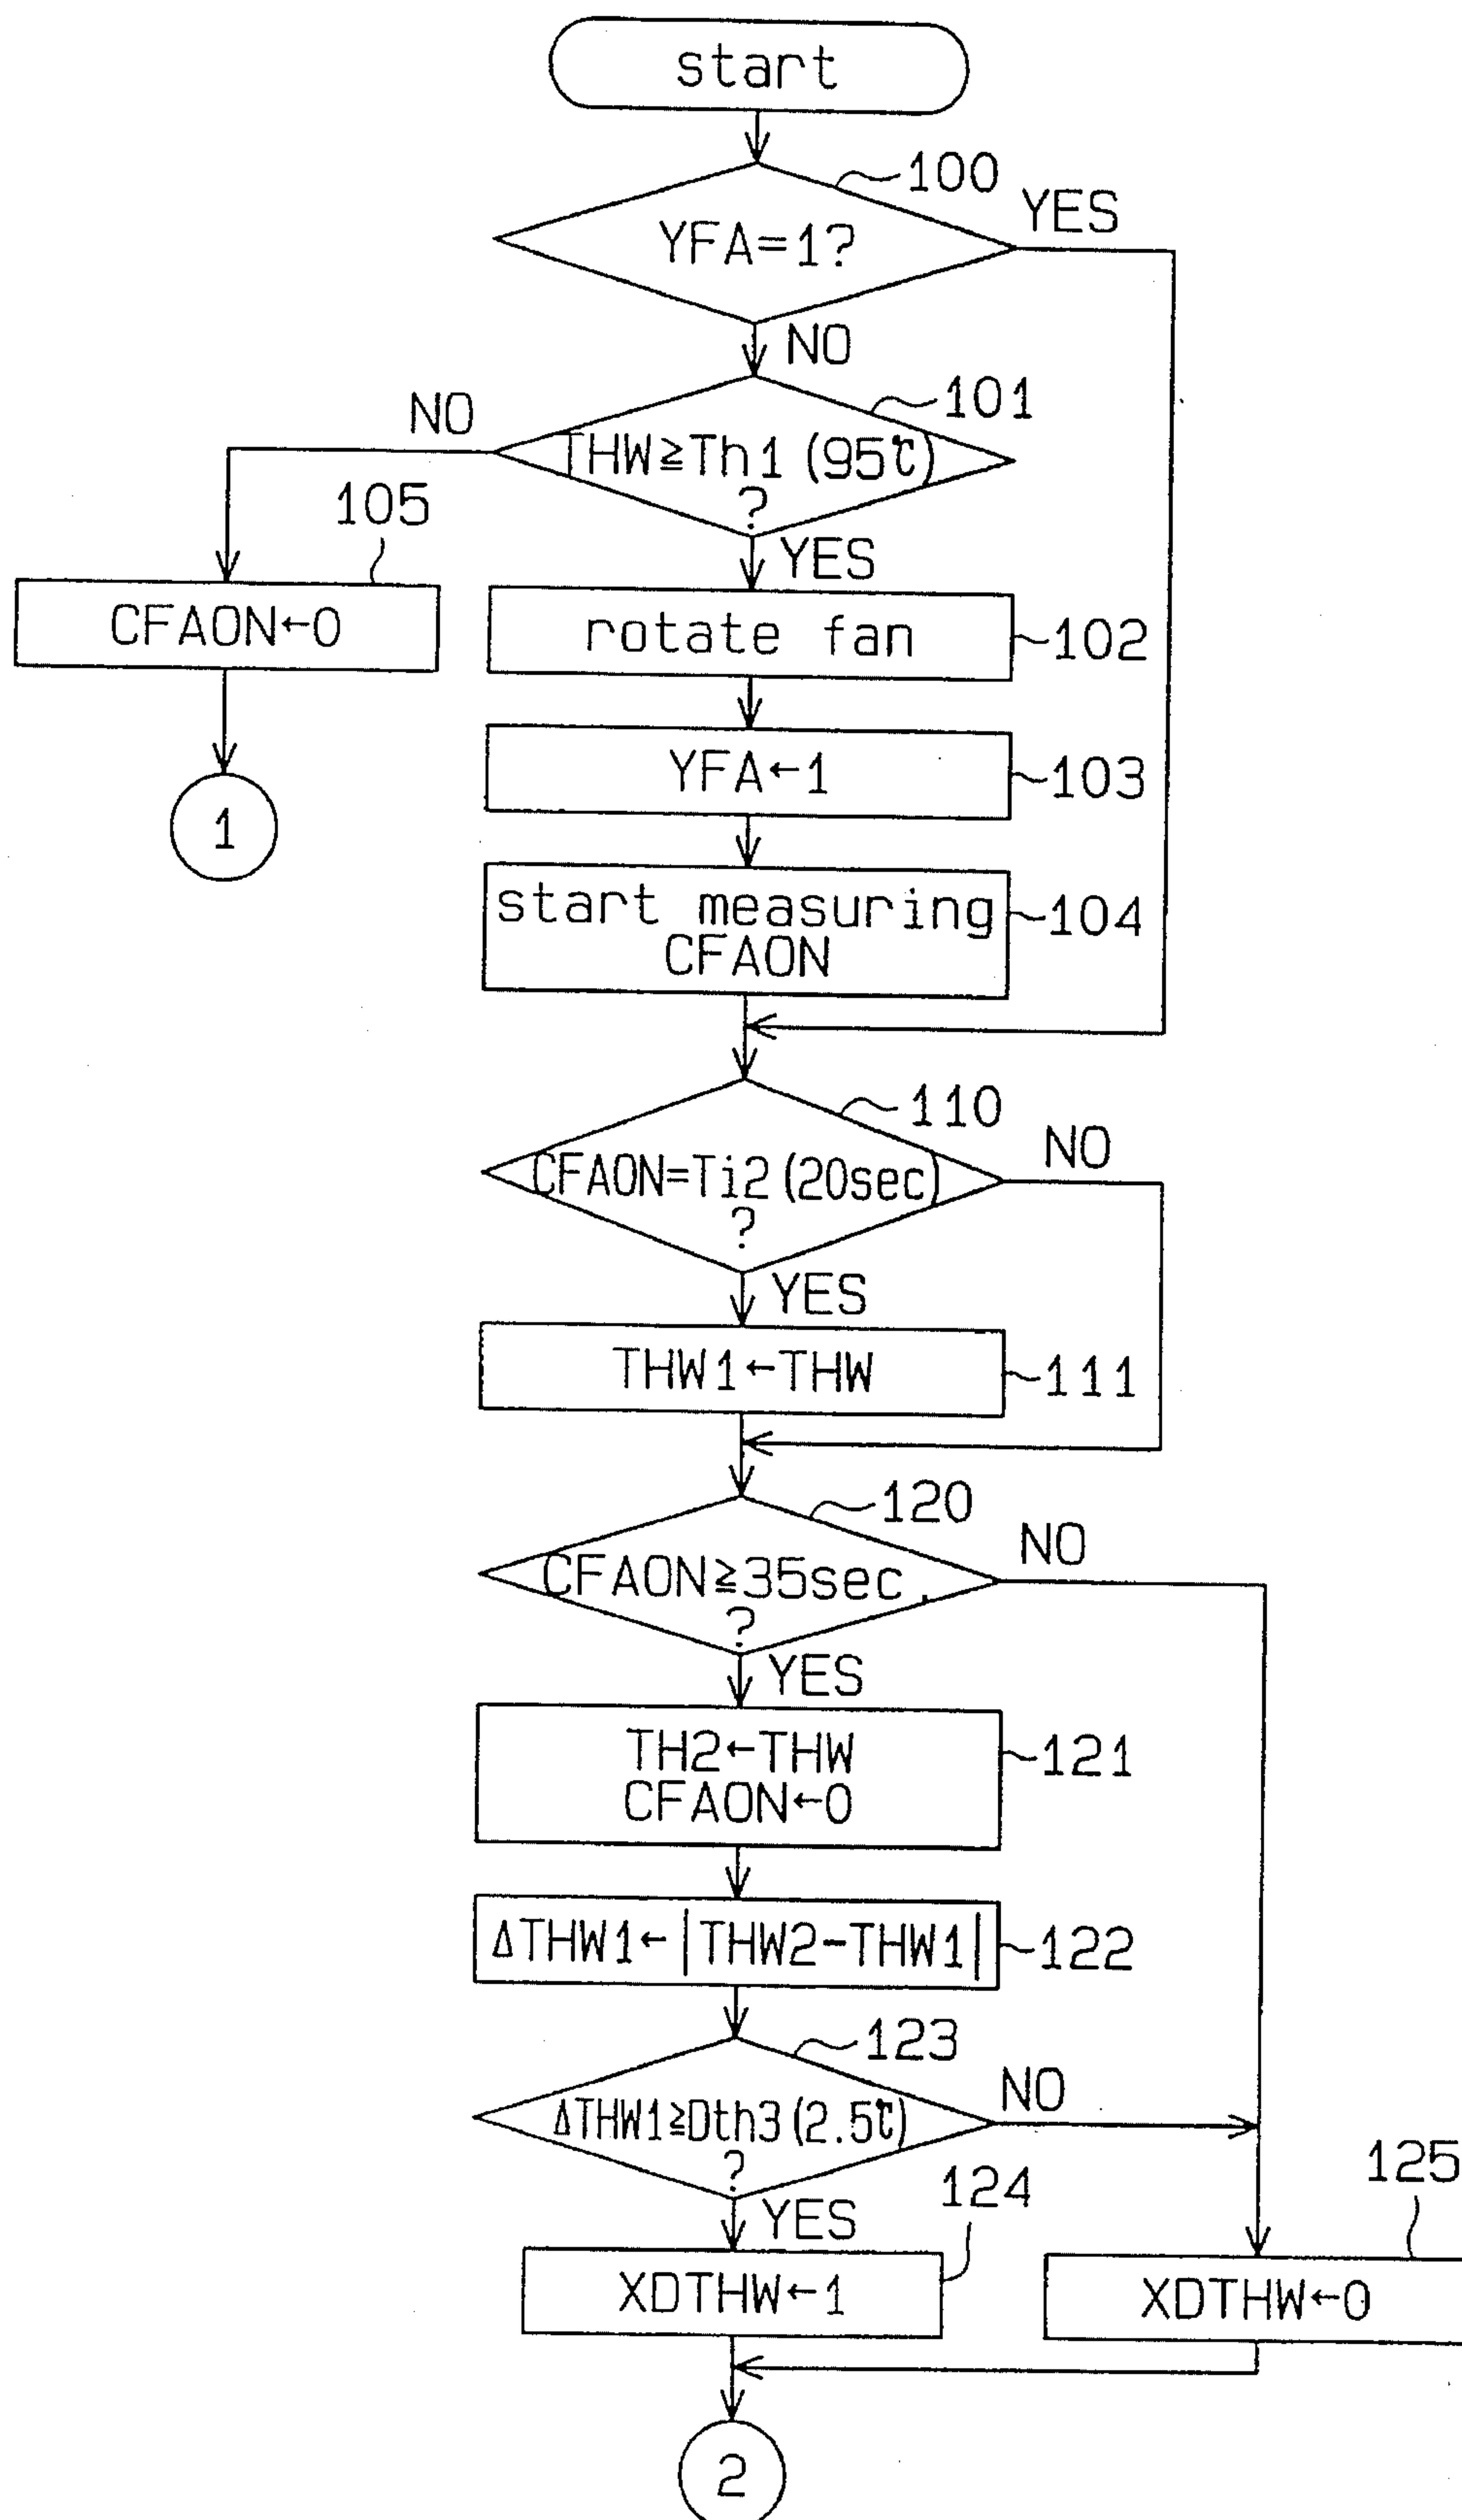 start
100
YFA=1?
YES
NO
101
NO
THW≧Th1 (95℃)
?
105
YES
CFAON←0
rotate fan
102
YFA←1
103
1
start measuring
CFAON
104
110
NO
CFAON=Ti2 (20sec)
?
YES
THW1←THW
111
120
NO
CFAON≧35sec.
?
YES
TH2←THW
CFAON←0
121
ΔTHW1←|THW2-THW1|
122
123
NO
ΔTHW1≧Dth3 (2.5℃)
?
124
125
YES
XDTHW←1
XDTHW←0
2